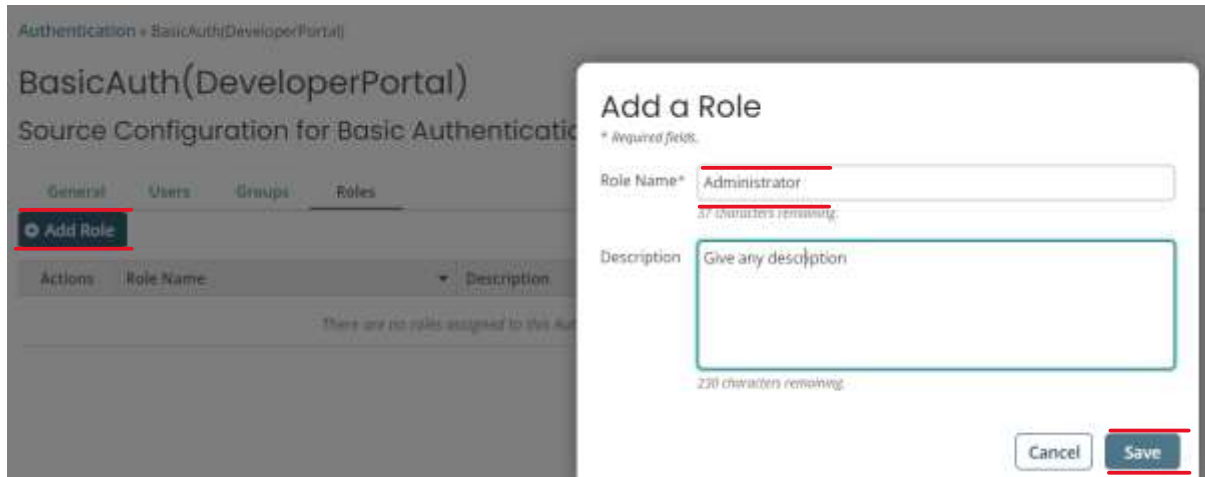 Authentication » BasicAuth(DeveloperPortal)
BasicAuth(DeveloperPortal)
Source Configuration for Basic Authenticatio
General Users Groups Roles
Add Role
Actions Role Name Description
There are no roles assigned to this Aut
Add a Role
* Required fields.
Role Name* Administrator
37 characters remaining.
Description Give any description
230 characters remaining.
Cancel Save